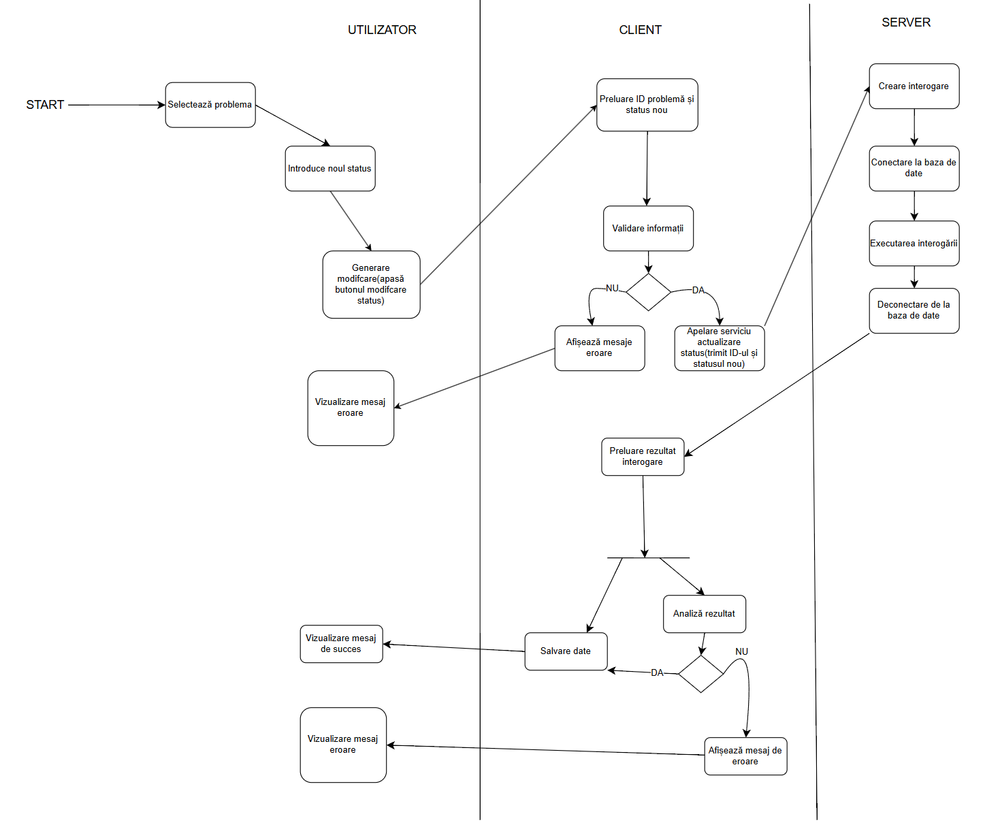 UTILIZATOR
CLIENT
SERVER
START
Selectează problema
Introduce noul status
Generare
modifcare(apasă
butonul modifcare
status)
Preluare ID problemă și
status nou
Validare informații
NU
DA
Afișează mesaje
eroare
Apelare serviciu
actualizare
status(trimit ID-ul și
statusul nou)
Creare interogare
Conectare la baza de
date
Executarea interogării
Deconectare de la
baza de date
Vizualizare mesaj
eroare
Preluare rezultat
interogare
Analiză rezultat
Salvare date
DA
NU
Vizualizare mesaj
de succes
Afișează mesaj de
eroare
Vizualizare mesaj
eroare